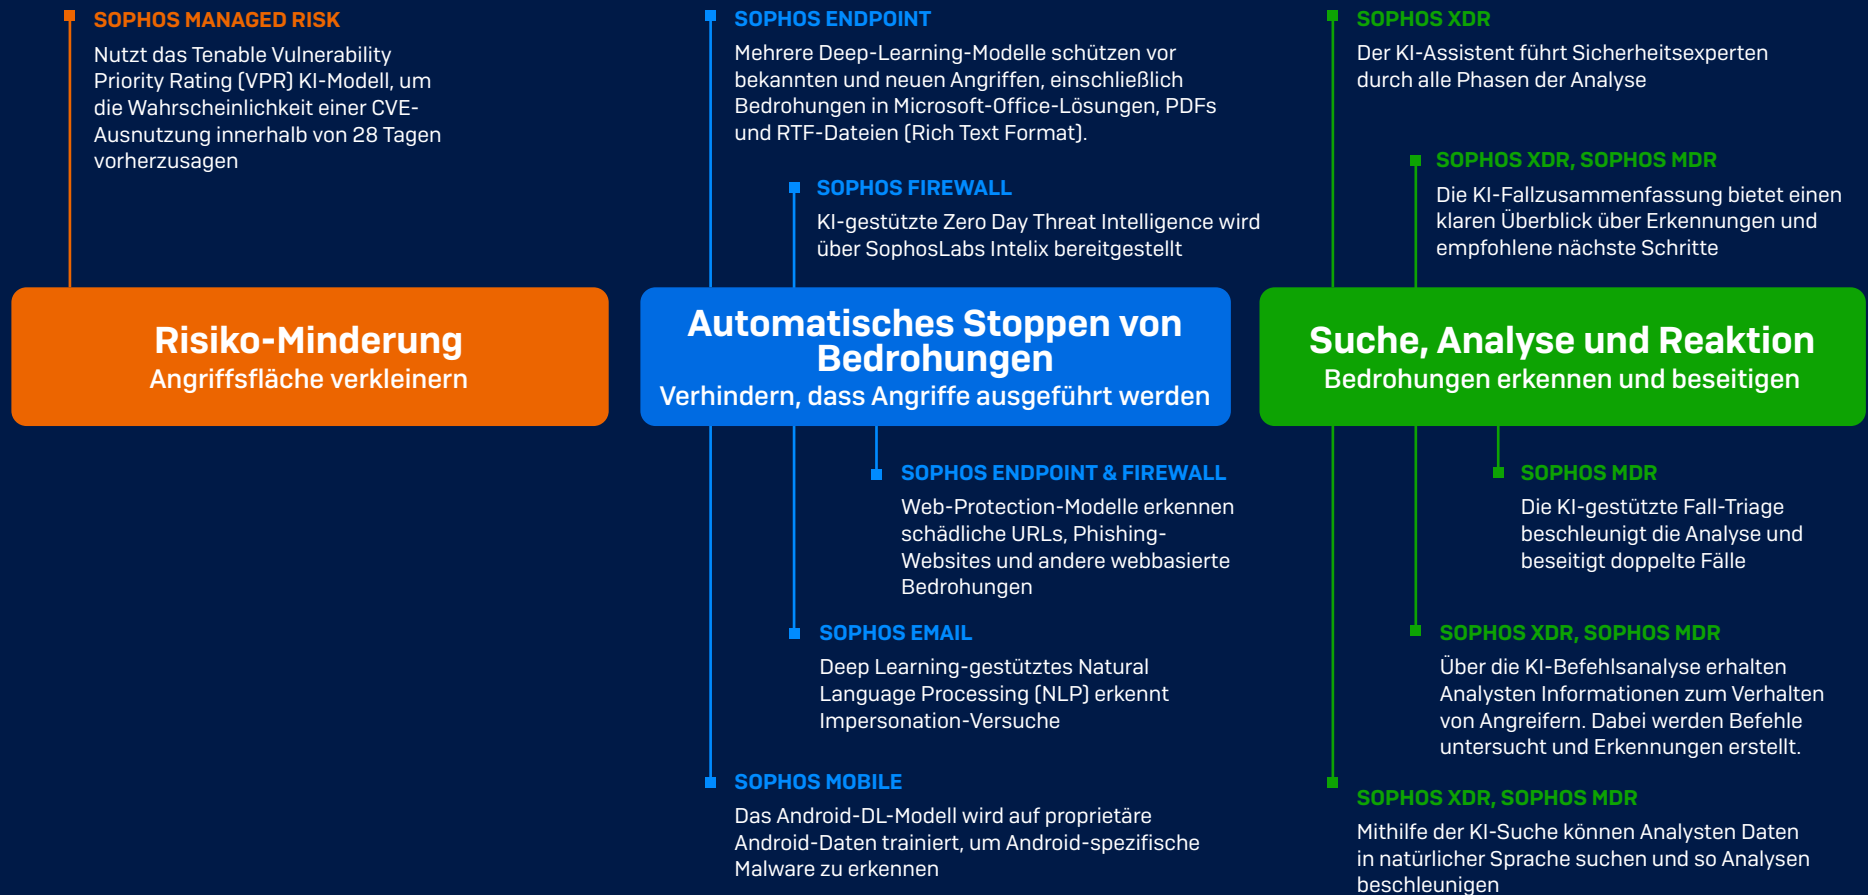 SOPHOS MANAGED RISK
Nutzt das Tenable Vulnerability
Priority Rating (VPR) KI-Modell, um
die Wahrscheinlichkeit einer CVE-
Ausnutzung innerhalb von 28 Tagen
vorherzusagen
Risiko-Minderung
Angriffsfläche verkleinern
SOPHOS ENDPOINT
Mehrere Deep-Learning-Modelle schützen vor
bekannten und neuen Angriffen, einschließlich
Bedrohungen in Microsoft-Office-Lösungen, PDFs
und RTF-Dateien (Rich Text Format).
SOPHOS FIREWALL
KI-gestützte Zero Day Threat Intelligence wird
über SophosLabs Intelix bereitgestellt
Automatisches Stoppen von
Bedrohungen
Verhindern, dass Angriffe ausgeführt werden
SOPHOS ENDPOINT & FIREWALL
Web-Protection-Modelle erkennen
schädliche URLs, Phishing-
Websites und andere webbasierte
Bedrohungen
SOPHOS EMAIL
Deep Learning-gestütztes Natural
Language Processing (NLP) erkennt
Impersonation-Versuche
SOPHOS MOBILE
Das Android-DL-Modell wird auf proprietäre
Android-Daten trainiert, um Android-spezifische
Malware zu erkennen
SOPHOS XDR
Der KI-Assistent führt Sicherheitsexperten
durch alle Phasen der Analyse
SOPHOS XDR, SOPHOS MDR
Die KI-Fallzusammenfassung bietet einen
klaren Überblick über Erkennungen und
empfohlene nächste Schritte
Suche, Analyse und Reaktion
Bedrohungen erkennen und beseitigen
SOPHOS MDR
Die KI-gestützte Fall-Triage
beschleunigt die Analyse und
beseitigt doppelte Fälle
SOPHOS XDR, SOPHOS MDR
Über die KI-Befehlsanalyse erhalten
Analysten Informationen zum Verhalten
von Angreifern. Dabei werden Befehle
untersucht und Erkennungen erstellt.
SOPHOS XDR, SOPHOS MDR
Mithilfe der KI-Suche können Analysten Daten
in natürlicher Sprache suchen und so Analysen
beschleunigen